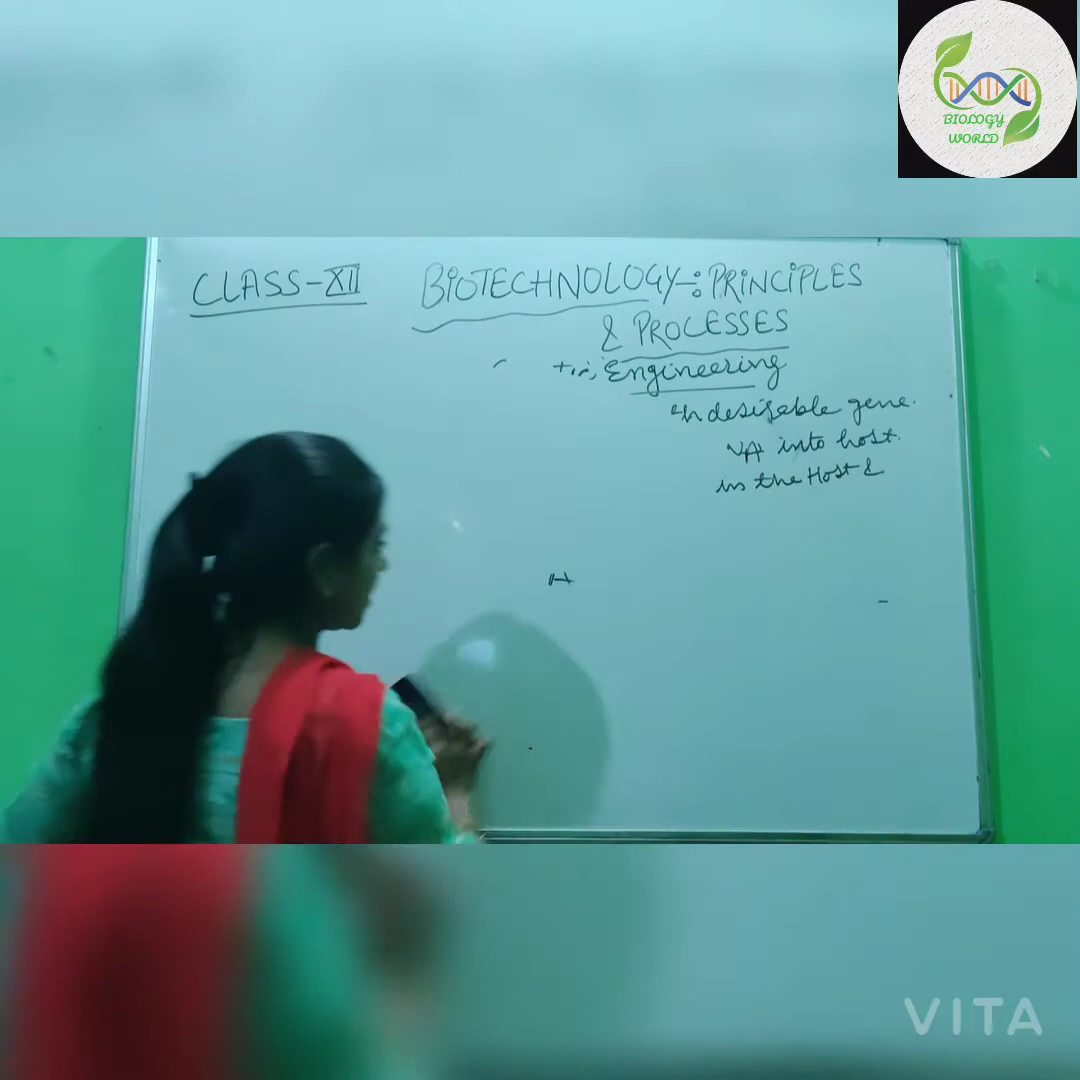 BIOLOGY
WORLD
CLASS-XII BIOTECHNOLOGY-: PRINCIPLES
& PROCESSES
Engineering
desirable gene.
into host.
in the Host &
VITA